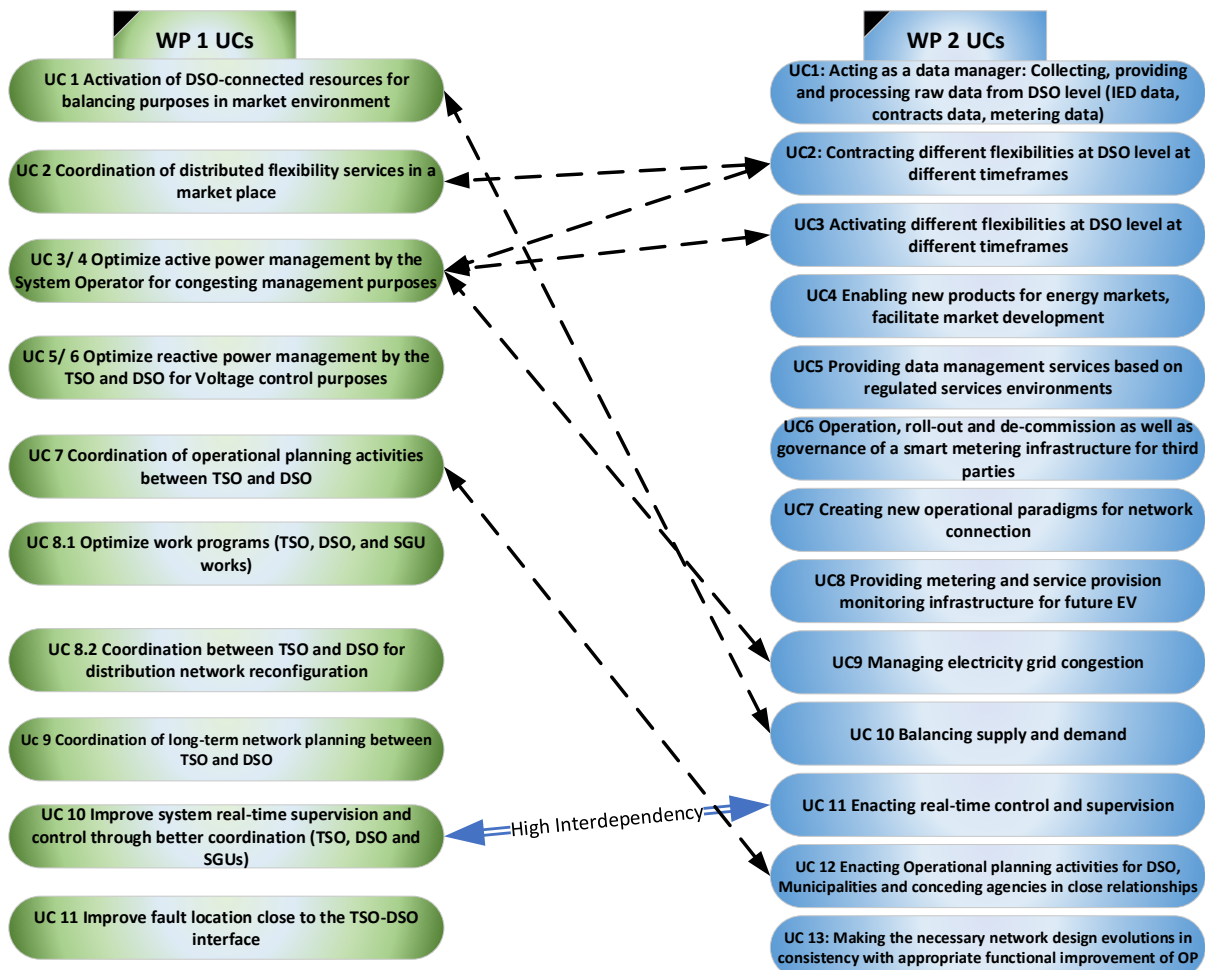 WP 1 UCs
UC 1 Activation of DSO-connected resources for
balancing purposes in market environment
UC 2 Coordination of distributed flexibility services in a
market place
UC 3/ 4 Optimize active power management by the
System Operator for congesting management purposes
UC 5/ 6 Optimize reactive power management by the
TSO and DSO for Voltage control purposes
UC 7 Coordination of operational planning activities
between TSO and DSO
UC 8.1 Optimize work programs (TSO, DSO, and SGU
works)
UC 8.2 Coordination between TSO and DSO for
distribution network reconfiguration
Uc 9 Coordination of long-term network planning between
TSO and DSO
UC 10 Improve system real-time supervision and
control through better coordination (TSO, DSO and
SGUs)
UC 11 Improve fault location close to the TSO-DSO
interface
High Interdependency
WP 2 UCs
UC1: Acting as a data manager: Collecting, providing
and processing raw data from DSO level (IED data,
contracts data, metering data)
UC2: Contracting different flexibilities at DSO level at
different timeframes
UC3 Activating different flexibilities at DSO level at
different timeframes
UC4 Enabling new products for energy markets,
facilitate market development
UC5 Providing data management services based on
regulated services environments
UC6 Operation, roll-out and de-commission as well as
governance of a smart metering infrastructure for third
parties
UC7 Creating new operational paradigms for network
connection
UC8 Providing metering and service provision
monitoring infrastructure for future EV
UC9 Managing electricity grid congestion
UC 10 Balancing supply and demand
UC 11 Enacting real-time control and supervision
UC 12 Enacting Operational planning activities for DSO,
Municipalities and conceding agencies in close relationships
UC 13: Making the necessary network design evolutions in
consistency with appropriate functional improvement of OP